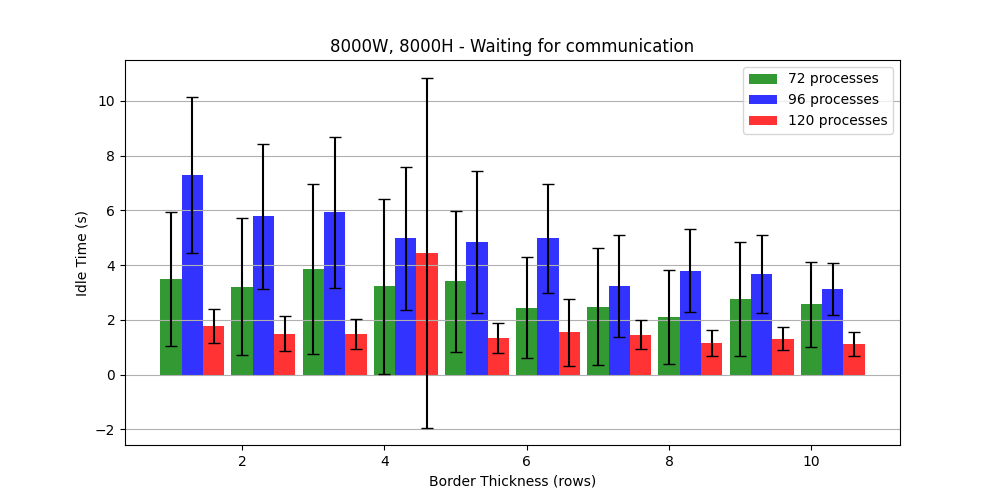 8000W, 8000H - Waiting for communication
72 processes
96 processes
120 processes
Idle Time (s)
10
8
6
4
2
0
−2
2
4
6
8
10
Border Thickness (rows)